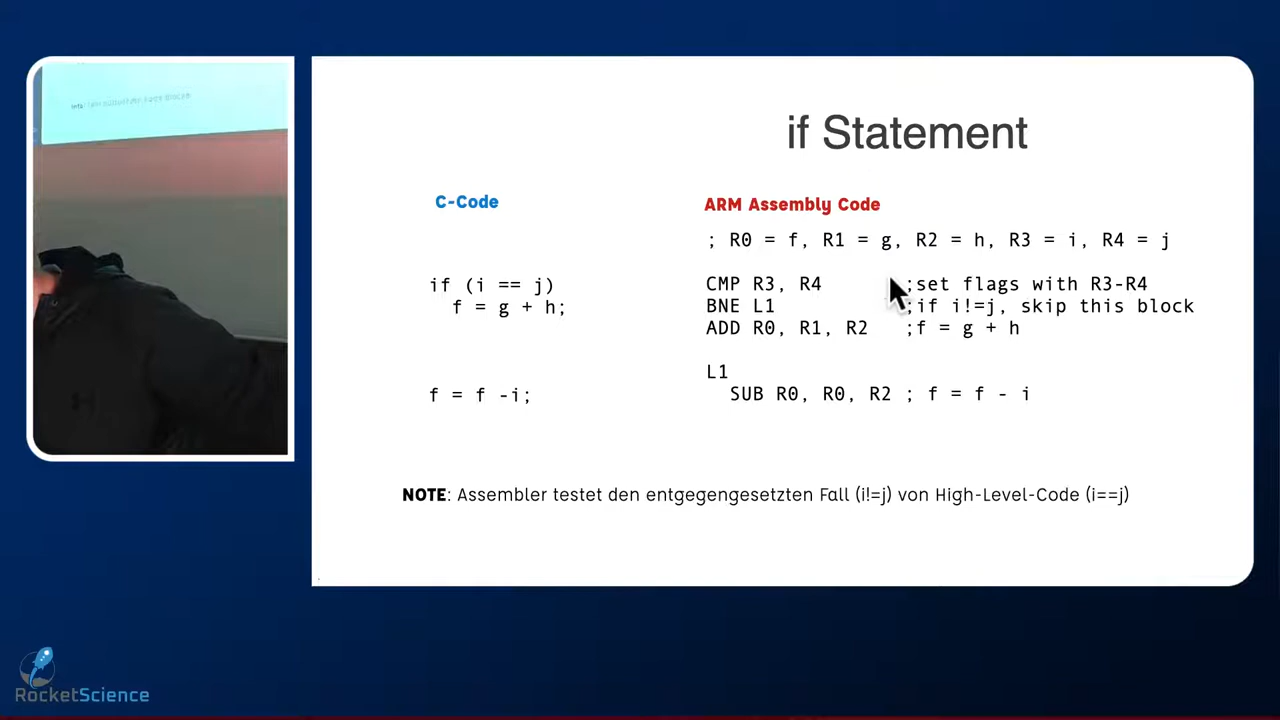 if Statement
C-Code
if (i == j)
f = g + h;
f = f -i;
ARM Assembly Code
; R0 = f, R1 = g, R2 = h, R3 = i, R4 = j
CMP R3, R4 ;set flags with R3-R4
BNE L1 ;if i!=j, skip this block
ADD R0, R1, R2 ;f = g + h
L1
SUB R0, R0, R2 ; f = f - i
NOTE: Assembler testet den entgegengesetzten Fall (i!=j) von High-Level-Code (i==j)
RocketScience